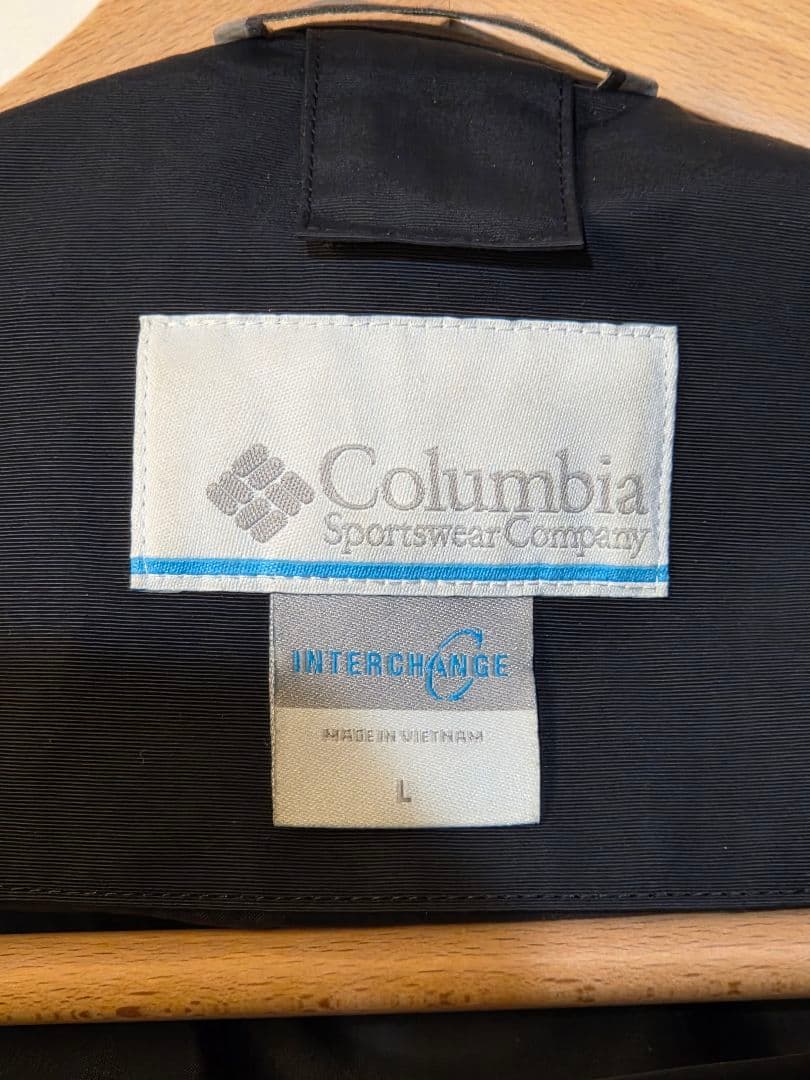 Columbia
Sportswear Company
INTERCHANGE
MADE IN VIETNAM
L